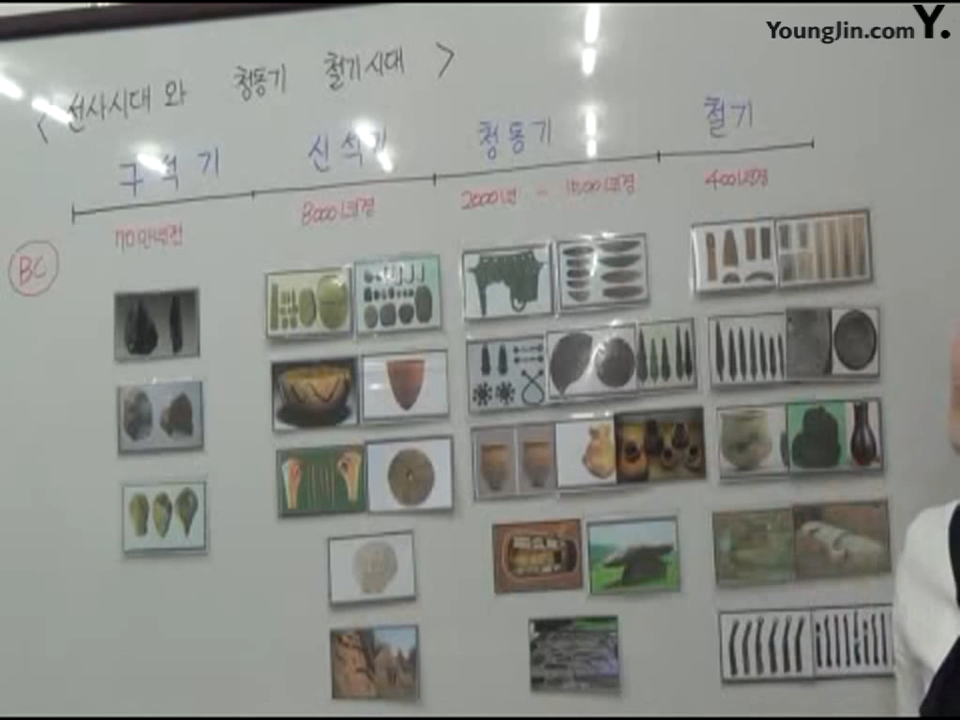 YoungJin.com Y.
< 선사시대 와 청동기 철기시대 >
구석기 신석기 청동기 철기
70만년전 8000년경 2000년 - 1500년경 400년경
BC